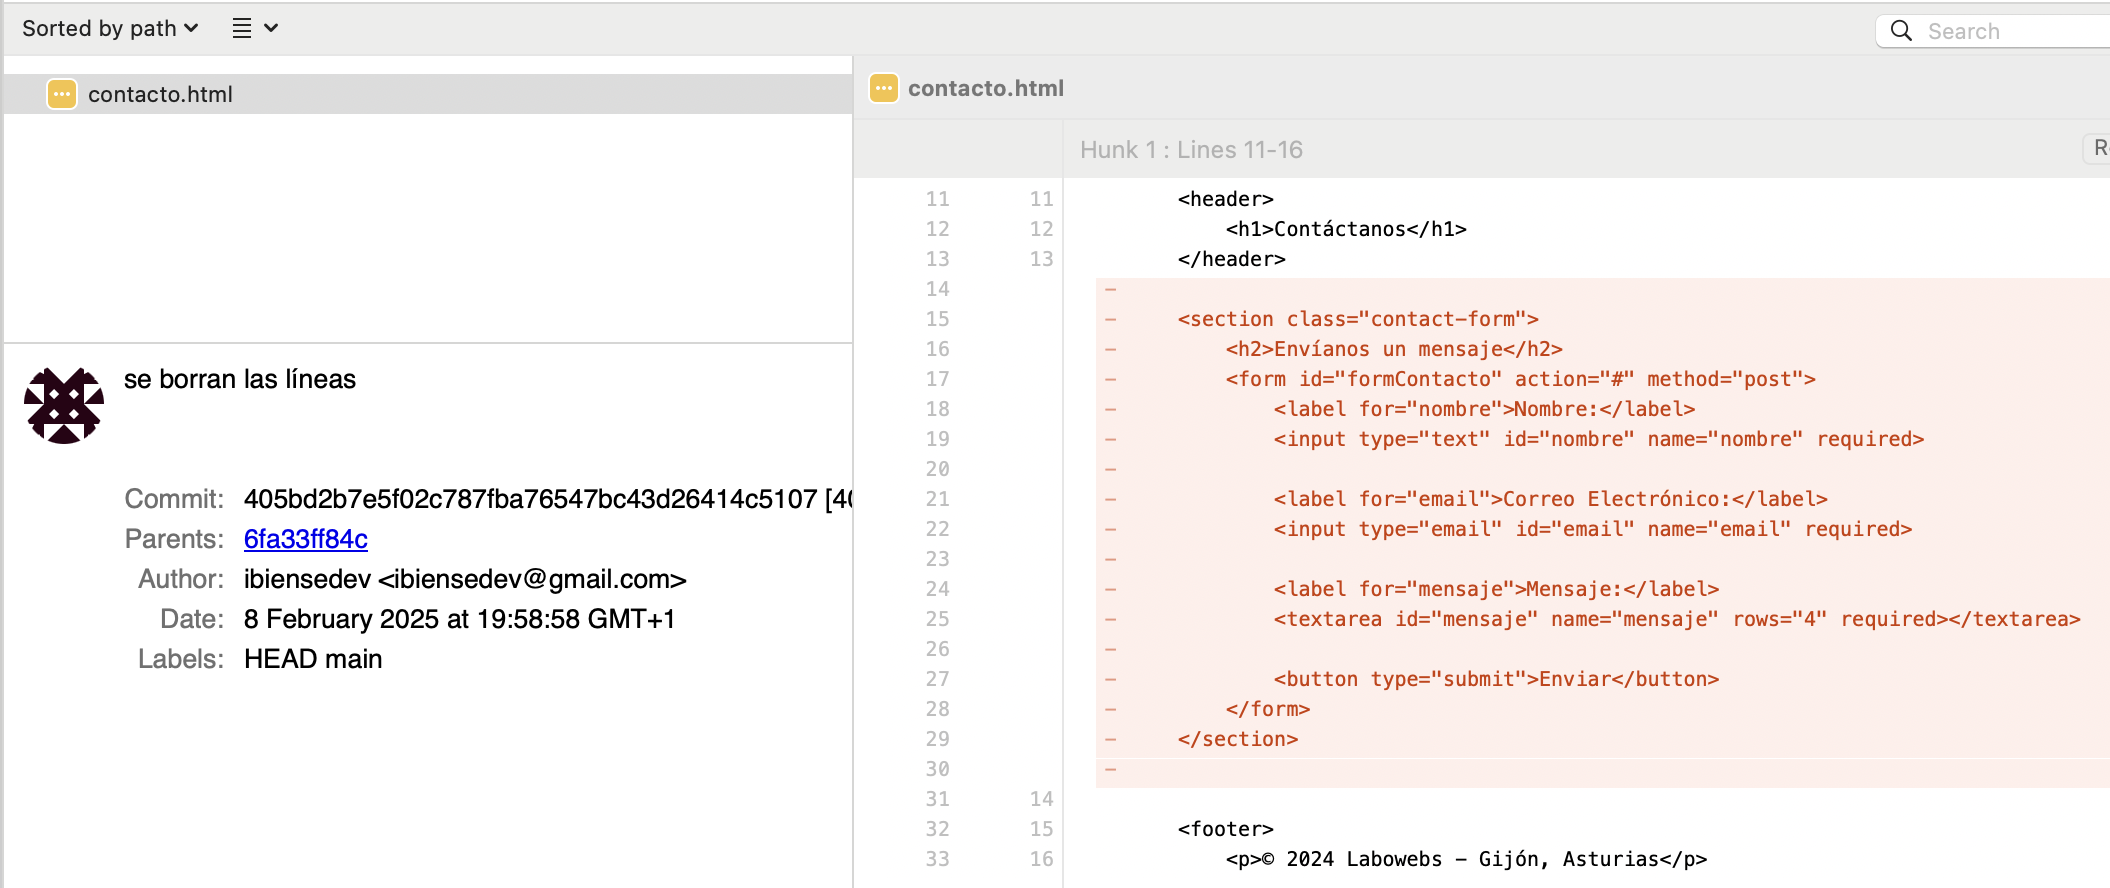 Sorted by path
Search
contacto.html
contacto.html
Hunk 1 : Lines 11-16
11 11 <header>
12 12 <h1>Contáctanos</h1>
13 13 </header>
14 -
15 - <section class="contact-form">
16 - <h2>Envíanos un mensaje</h2>
17 - <form id="formContacto" action="#" method="post">
18 - <label for="nombre">Nombre:</label>
19 - <input type="text" id="nombre" name="nombre" required>
20 -
21 - <label for="email">Correo Electrónico:</label>
22 - <input type="email" id="email" name="email" required>
23 -
24 - <label for="mensaje">Mensaje:</label>
25 - <textarea id="mensaje" name="mensaje" rows="4" required></textarea>
26 -
27 - <button type="submit">Enviar</button>
28 - </form>
29 - </section>
30 -
31 14
32 15 <footer>
33 16 <p>© 2024 Labowebs - Gijón, Asturias</p>
se borran las líneas
Commit: 405bd2b7e5f02c787fba76547bc43d26414c5107
Parents: 6fa33ff84c
Author: ibiensedev <ibiensedev@gmail.com>
Date: 8 February 2025 at 19:58:58 GMT+1
Labels: HEAD main